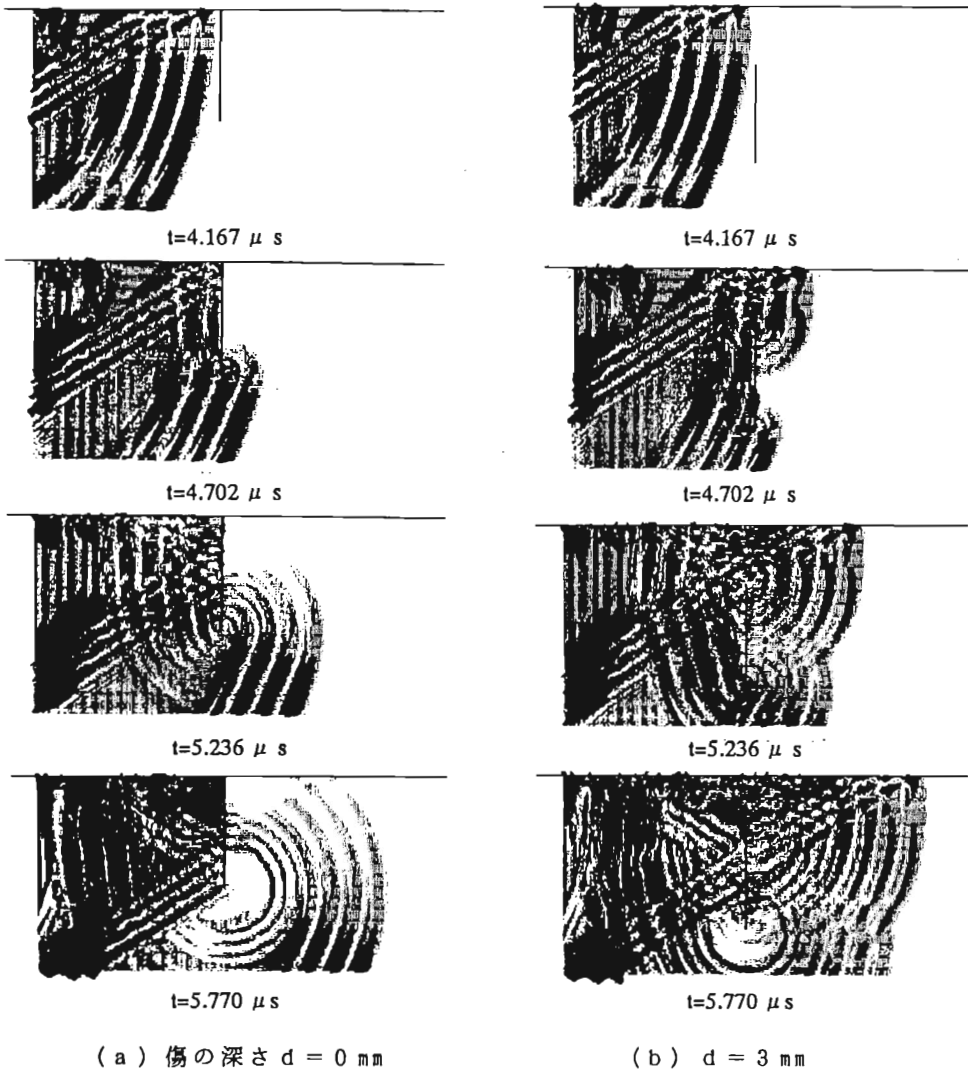 t=4.167 μ s
t=4.167 μ s
t=4.702 μ s
t=4.702 μ s
t=5.236 μ s
t=5.236 μ s
t=5.770 μ s
t=5.770 μ s
(a) 傷の深さ d = 0 mm
(b) d = 3 mm